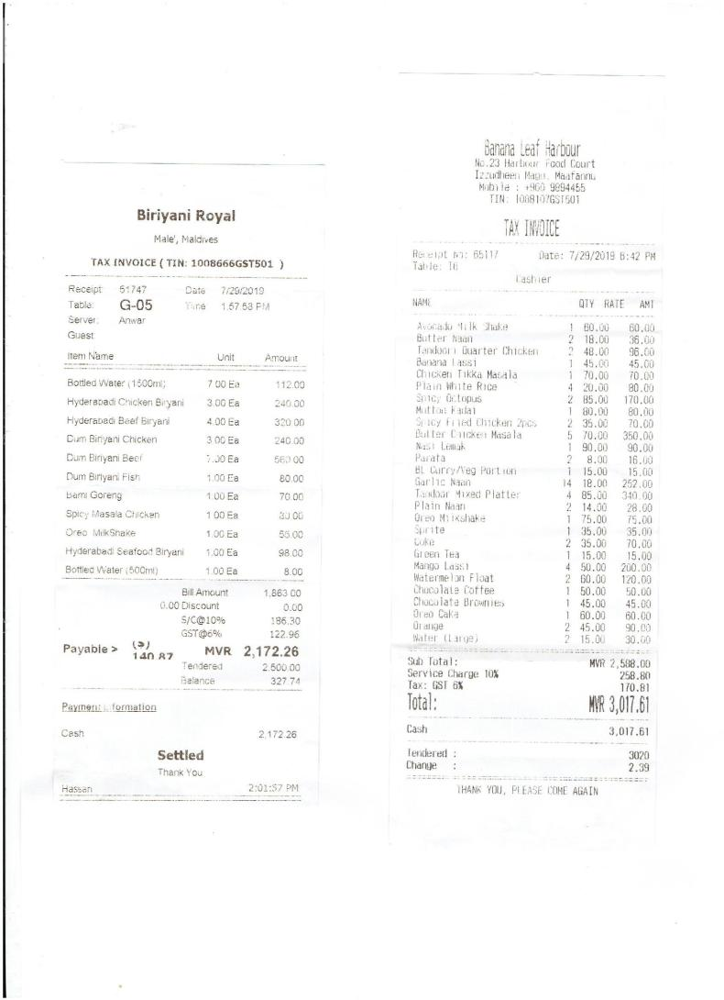 Biriyani Royal
Male', Maldives
TAX INVOICE ( TIN: 1008666GST501 )
Receipt: 51747 Date 7/29/2019
Table: G-05 Time 1:57:53 PM
Server: Anwar
Guest:
Item Name Unit Amount
Bottled Water (1500ml) 7.00 Ea 112.00
Hyderabadi Chicken Biryani 3.00 Ea 240.00
Hyderabadi Beef Biryani 4.00 Ea 320.00
Dum Biriyani Chicken 3.00 Ea 240.00
Dum Biriyani Beef 7.00 Ea 560.00
Dum Biriyani Fish 1.00 Ea 80.00
Bami Goreng 1.00 Ea 70.00
Spicy Masala Chicken 1.00 Ea
Oreo MilkShake 1.00 Ea 55.00
Hyderabadi Seafood Biryani 1.00 Ea 98.00
Bottled Water (500ml) 1.00 Ea 8.00
Bill Amount 1,863.00
0.00 Discount 0.00
S/C@10% 186.30
GST@6% 122.96
Payable > ($) 140.87 MVR 2,172.26
Tendered 2,500.00
Balance 327.74
Payment Information
Cash 2,172.26
Settled
Thank You
Hassan 2:01:57 PM
Banana Leaf Harbour
No.23 Harbour Food Court
Izzudheen Magu, Maafannu
Mobile : +960 9894455
TIN: 1088107GST501
TAX INVOICE
Receipt No: 65117 Date: 7/29/2019 8:42 PM
Table: 16
Cashier
NAME QTY RATE AMT
Avocado Milk Shake 1 60.00 60.00
Butter Naan 2 18.00 36.00
Tandoori Quarter Chicken 2 48.00 96.00
Banana Lassi 1 45.00 45.00
Chicken Tikka Masala 1 70.00 70.00
Plain White Rice 4 20.00 80.00
Spicy Octopus 2 85.00 170.00
Mutton Kadai 1 80.00 80.00
Spicy Fried Chicken 2pcs 2 35.00 70.00
Butter Chicken Masala 5 70.00 350.00
Nasi Lemak 1 90.00 90.00
Parata 2 8.00 16.00
BL Curry/Veg Portion 1 15.00 15.00
Garlic Naan 14 18.00 252.00
Tandoor Mixed Platter 4 85.00 340.00
Plain Naan 2 14.00 28.00
Oreo Milkshake 1 75.00 75.00
Sprite 1 35.00 35.00
Coke 2 35.00 70.00
Green Tea 1 15.00 15.00
Mango Lassi 4 50.00 200.00
Watermelon Float 2 60.00 120.00
Chocolate Coffee 1 50.00 50.00
Chocolate Brownies 1 45.00 45.00
Oreo Cake 1 60.00 60.00
Orange 2 45.00 90.00
Water (Large) 2 15.00 30.00
Sub Total: MVR 2,588.00
Service Charge 10% 258.80
Tax: GST 6% 170.81
Total: MVR 3,017.61
Cash 3,017.61
Tendered : 3020
Change : 2.39
THANK YOU, PLEASE COME AGAIN